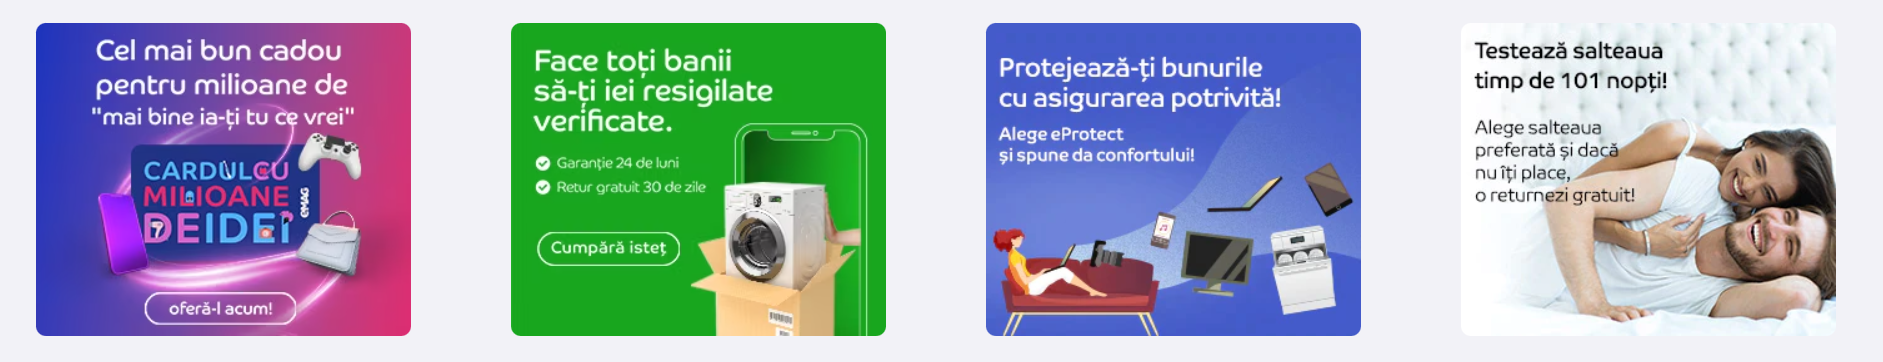 Cel mai bun cadou
pentru milioane de
"mai bine ia-ți tu ce vrei"
CARDUL CU
MILIOANE
DE IDEI
eMAG
oferă-l acum!
Face toți banii
să-ți iei resigilate
verificate.
Garanție 24 de luni
Retur gratuit 30 de zile
Cumpără isteț
Protejează-ți bunurile
cu asigurarea potrivită!
Alege eProtect
și spune da confortului!
Testează salteaua
timp de 101 nopți!
Alege salteaua
preferată și dacă
nu îți place,
o returnezi gratuit!